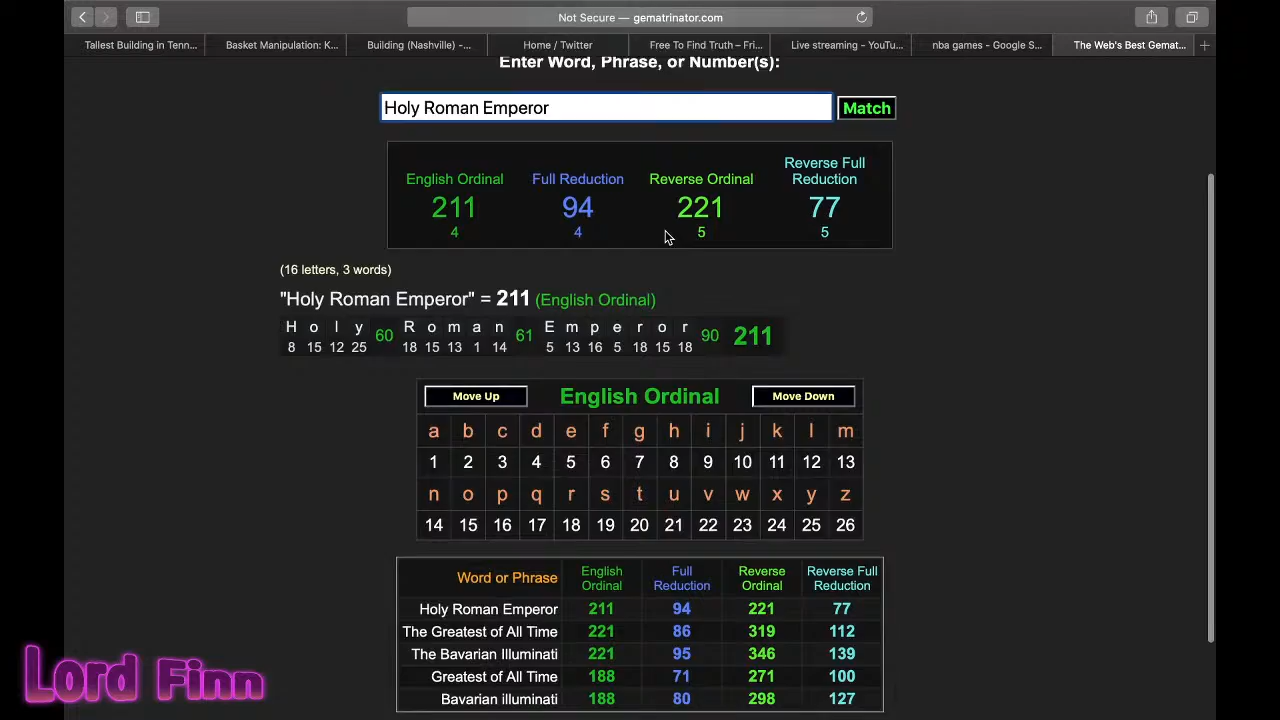 Not Secure — gematrinator.com
Tallest Building in Tenn...
Basket Manipulation: K...
Building (Nashville) -...
Home / Twitter
Free To Find Truth – Fri...
Live streaming – YouTu...
nba games - Google S...
The Web's Best Gemat...
Enter Word, Phrase, or Number(s):
Holy Roman Emperor Match
English Ordinal Full Reduction Reverse Ordinal Reverse Full Reduction
211 94 221 77
4 4 5 5
(16 letters, 3 words)
"Holy Roman Emperor" = 211 (English Ordinal)
H o l y 60 R o m a n 61 E m p e r o r 90 211
8 15 12 25 18 15 13 1 14 5 13 16 5 18 15 18
Move Up English Ordinal Move Down
a b c d e f g h i j k l m
1 2 3 4 5 6 7 8 9 10 11 12 13
n o p q r s t u v w x y z
14 15 16 17 18 19 20 21 22 23 24 25 26
Word or Phrase English Ordinal Full Reduction Reverse Ordinal Reverse Full Reduction
Holy Roman Emperor 211 94 221 77
The Greatest of All Time 221 86 319 112
The Bavarian Illuminati 221 95 346 139
Greatest of All Time 188 71 271 100
Bavarian illuminati 188 80 298 127
Lord Finn